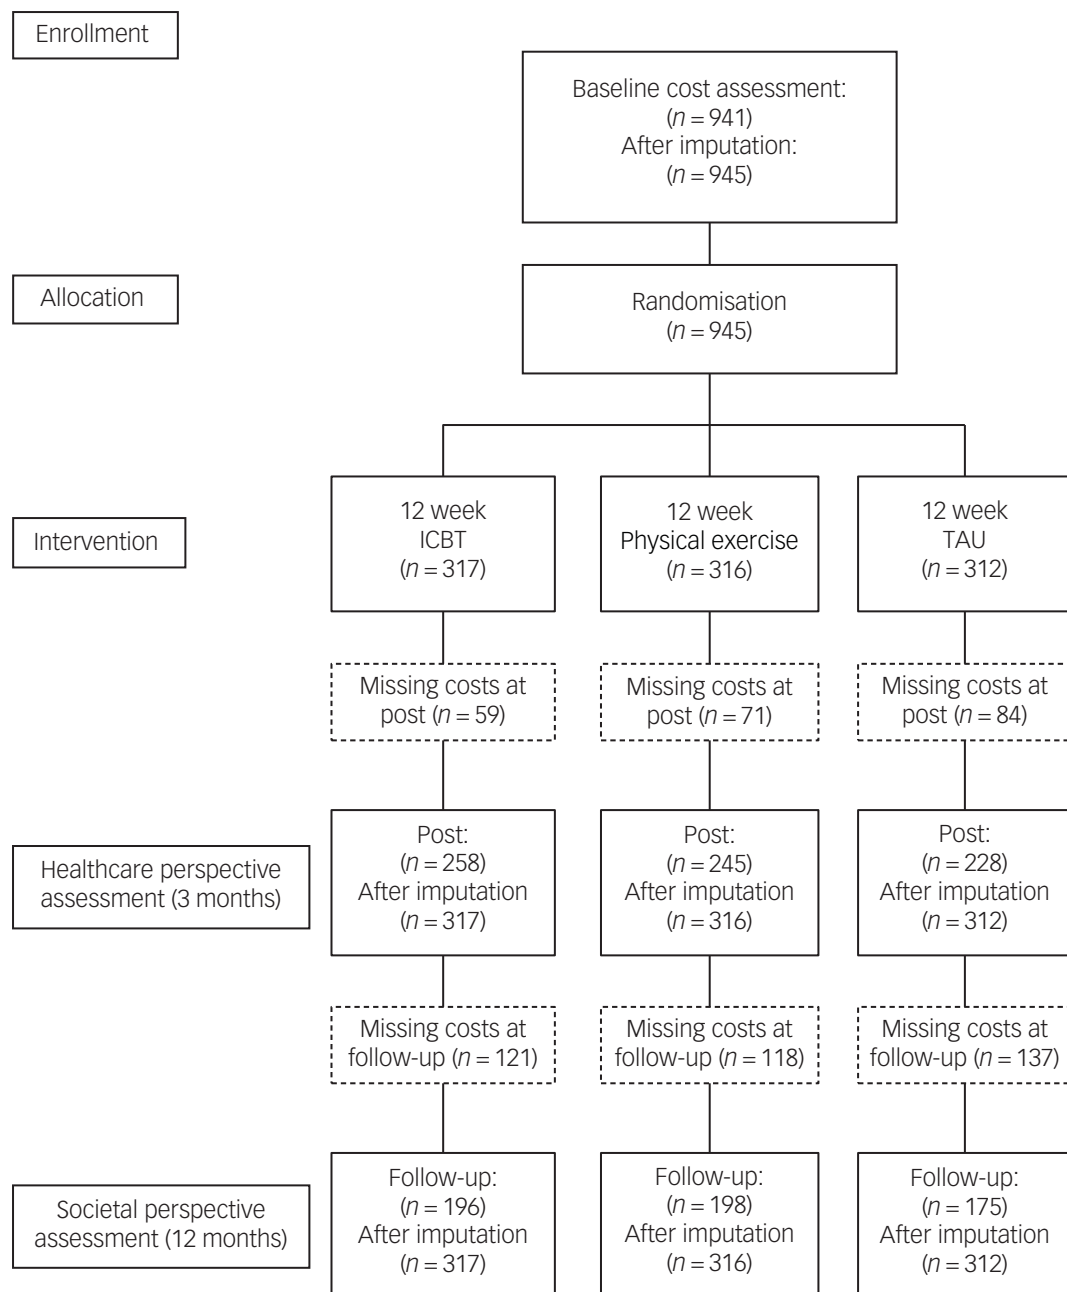 Enrollment
Baseline cost assessment:
(n = 941)
After imputation:
(n = 945)
Allocation
Randomisation
(n = 945)
Intervention
12 week
ICBT
(n = 317)
12 week
Physical exercise
(n = 316)
12 week
TAU
(n = 312)
Missing costs at
post (n = 59)
Missing costs at
post (n = 71)
Missing costs at
post (n = 84)
Healthcare perspective
assessment (3 months)
Post:
(n = 258)
After imputation
(n = 317)
Post:
(n = 245)
After imputation
(n = 316)
Post:
(n = 228)
After imputation
(n = 312)
Missing costs at
follow-up (n = 121)
Missing costs at
follow-up (n = 118)
Missing costs at
follow-up (n = 137)
Societal perspective
assessment (12 months)
Follow-up:
(n = 196)
After imputation
(n = 317)
Follow-up:
(n = 198)
After imputation
(n = 316)
Follow-up:
(n = 175)
After imputation
(n = 312)